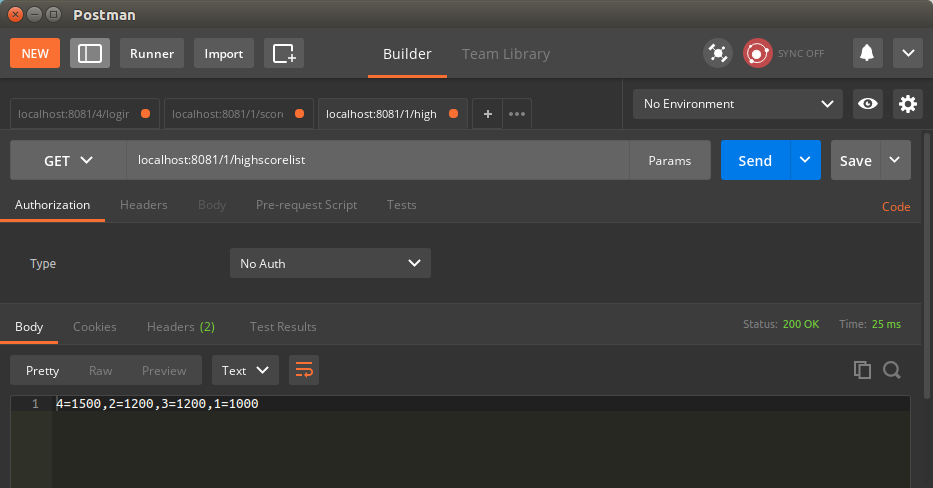 Postman
NEW Runner Import Builder Team Library SYNC OFF
localhost:8081/4/login localhost:8081/1/score localhost:8081/1/high + ••• No Environment
GET localhost:8081/1/highscorelist Params Send Save
Authorization Headers Body Pre-request Script Tests Code
Type No Auth
Body Cookies Headers (2) Test Results Status: 200 OK Time: 25 ms
Pretty Raw Preview Text
1 4=1500,2=1200,3=1200,1=1000